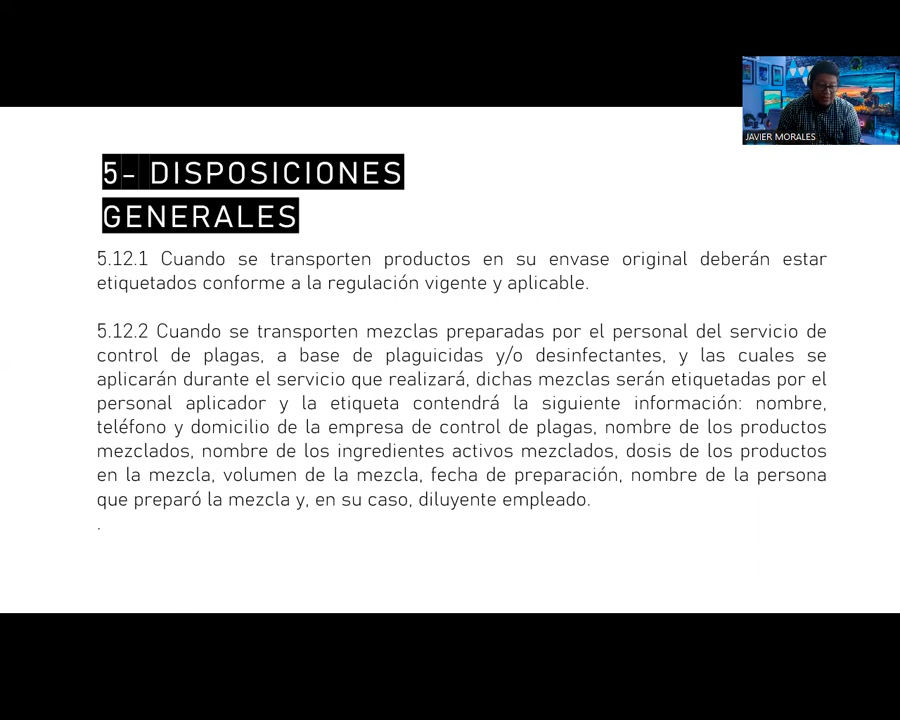 JAVIER MORALES
5- DISPOSICIONES
GENERALES
5.12.1 Cuando se transporten productos en su envase original deberán estar
etiquetados conforme a la regulación vigente y aplicable.
5.12.2 Cuando se transporten mezclas preparadas por el personal del servicio de
control de plagas, a base de plaguicidas y/o desinfectantes, y las cuales se
aplicarán durante el servicio que realizará, dichas mezclas serán etiquetadas por el
personal aplicador y la etiqueta contendrá la siguiente información: nombre,
teléfono y domicilio de la empresa de control de plagas, nombre de los productos
mezclados, nombre de los ingredientes activos mezclados, dosis de los productos
en la mezcla, volumen de la mezcla, fecha de preparación, nombre de la persona
que preparó la mezcla y, en su caso, diluyente empleado.
.